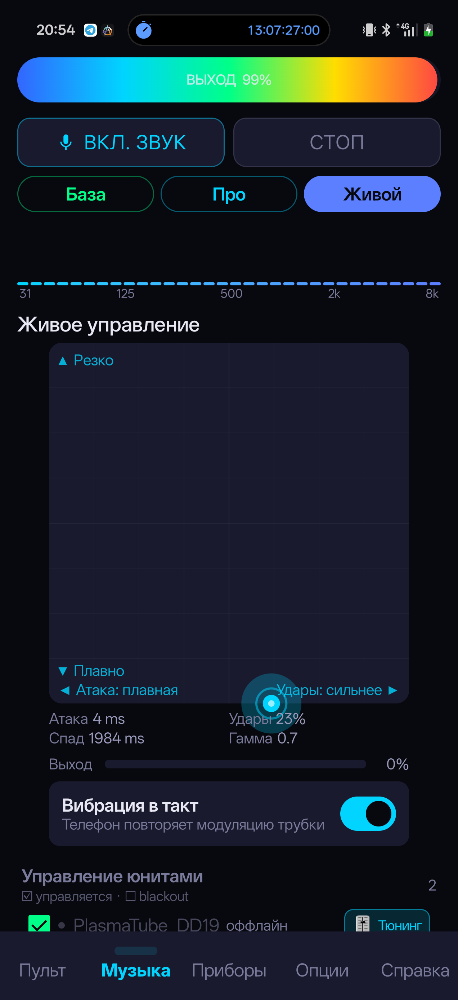 20:54 13:07:27:00 4G
ВЫХОД 99%
ВКЛ. ЗВУК СТОП
База Про Живой
31 125 500 2k 8k
Живое управление
▲ Резко
▼ Плавно
◄ Атака: плавная Удары: сильнее ►
Атака 4 ms Удары 23%
Спад 1984 ms Гамма 0.7
Выход 0%
Вибрация в такт
Телефон повторяет модуляцию трубки
Управление юнитами
2
☑ управляется · ☐ blackout
PlasmaTube_DD19 оффлайн Тюнинг
Пульт Музыка Приборы Опции Справка